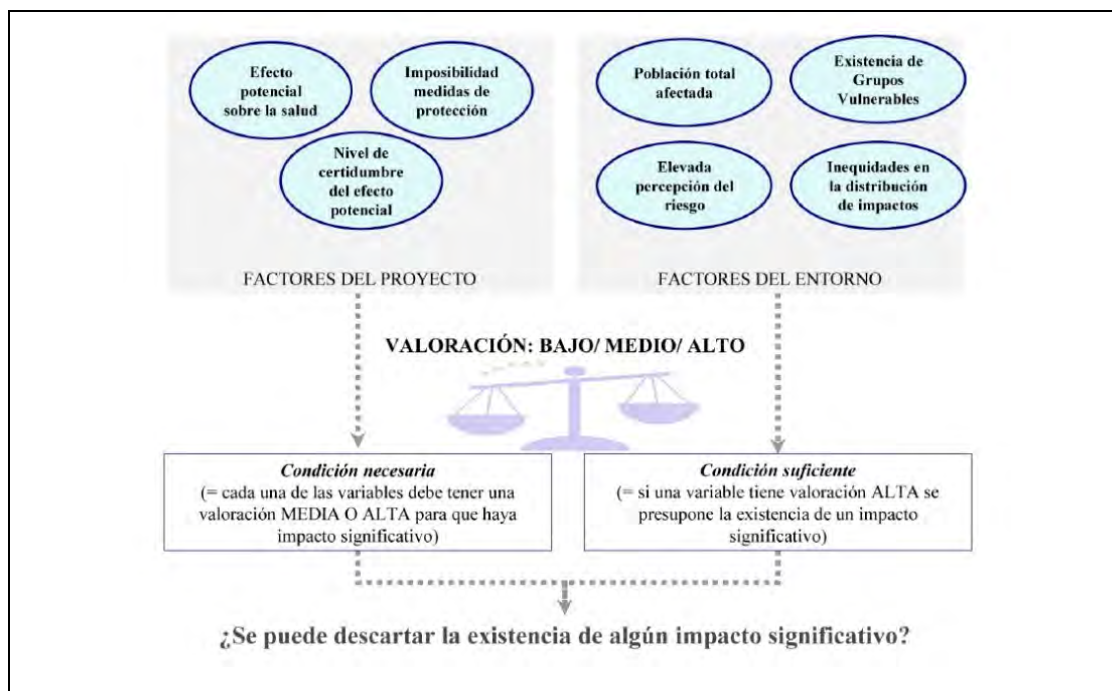 Efecto
potencial
sobre la salud
Imposibilidad
medidas de
protección
Nivel de
certidumbre
del efecto
potencial
FACTORES DEL PROYECTO
Población total
afectada
Existencia de
Grupos
Vulnerables
Elevada
percepción del
riesgo
Inequidades en
la distribución
de impactos
FACTORES DEL ENTORNO
VALORACIÓN: BAJO/ MEDIO/ ALTO
Condición necesaria
(= cada una de las variables debe tener una
valoración MEDIA O ALTA para que haya
impacto significativo)
Condición suficiente
(= si una variable tiene valoración ALTA se
presupone la existencia de un impacto
significativo)
¿Se puede descartar la existencia de algún impacto significativo?